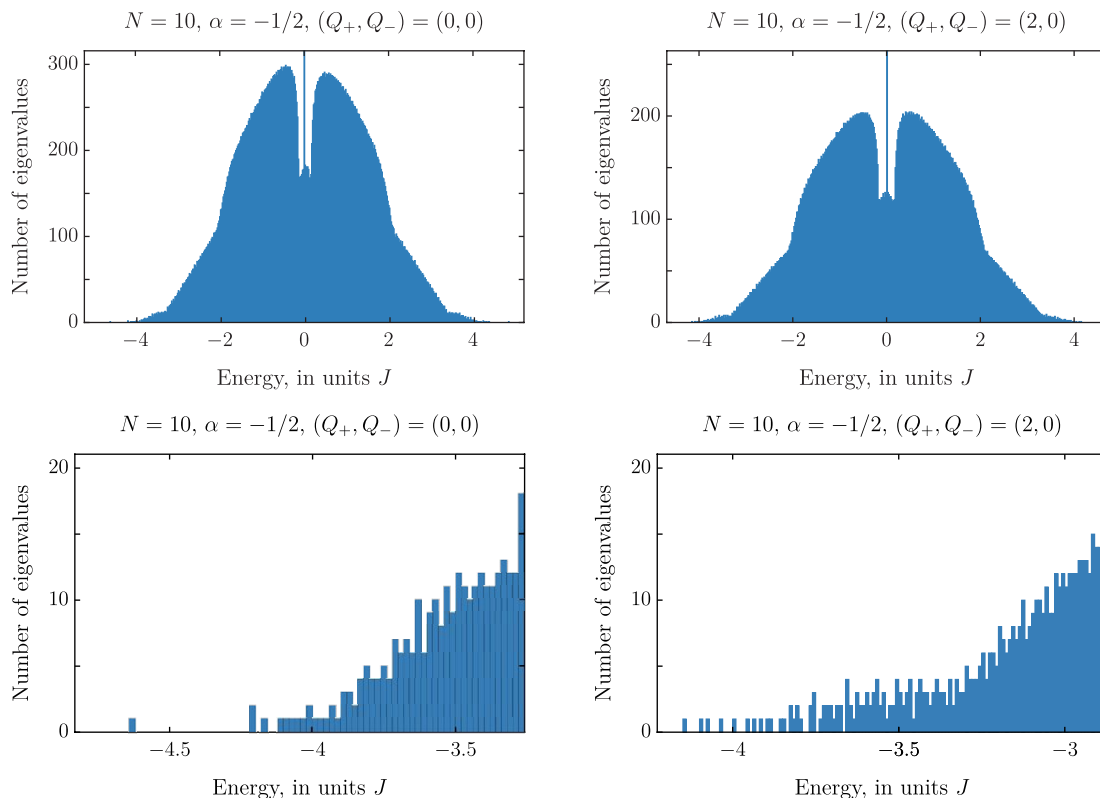 N = 10, α = −1/2, (Q₊, Q₋) = (0, 0)
Number of eigenvalues
300
200
100
0
−4
−2
0
2
4
Energy, in units J
N = 10, α = −1/2, (Q₊, Q₋) = (2, 0)
Number of eigenvalues
200
100
0
−4
−2
0
2
4
Energy, in units J
N = 10, α = −1/2, (Q₊, Q₋) = (0, 0)
Number of eigenvalues
20
10
0
−4.5
−4
−3.5
Energy, in units J
N = 10, α = −1/2, (Q₊, Q₋) = (2, 0)
Number of eigenvalues
20
10
0
−4
−3.5
−3
Energy, in units J